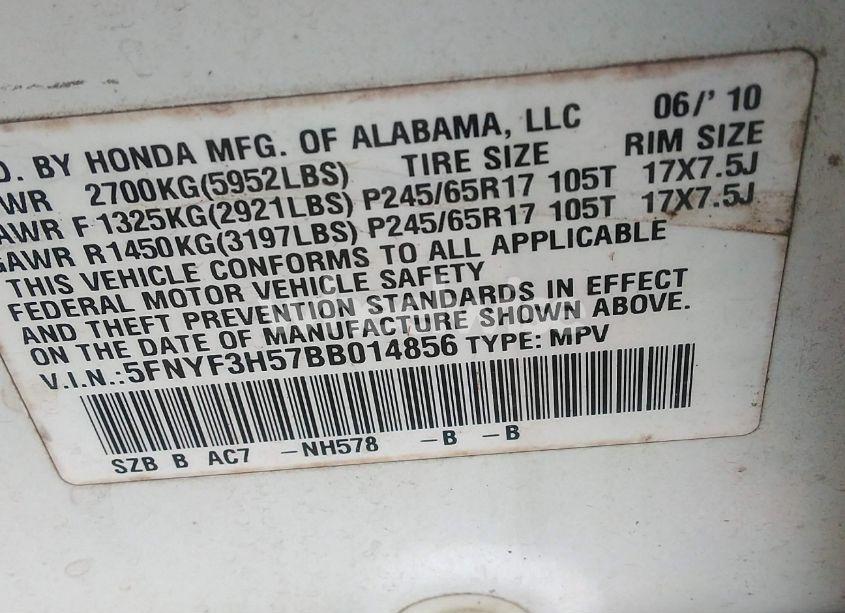 D. BY HONDA MFG. OF ALABAMA, LLC 06/'10
WR 2700KG(5952LBS) TIRE SIZE RIM SIZE
AWR F 1325KG(2921LBS) P245/65R17 105T 17X7.5J
GAWR R1450KG(3197LBS) P245/65R17 105T 17X7.5J
THIS VEHICLE CONFORMS TO ALL APPLICABLE
FEDERAL MOTOR VEHICLE SAFETY
AND THEFT PREVENTION STANDARDS IN EFFECT
ON THE DATE OF MANUFACTURE SHOWN ABOVE.
V.I.N.:5FNYF3H57BB014856 TYPE: MPV
SZB B AC7 -NH578 -B -B